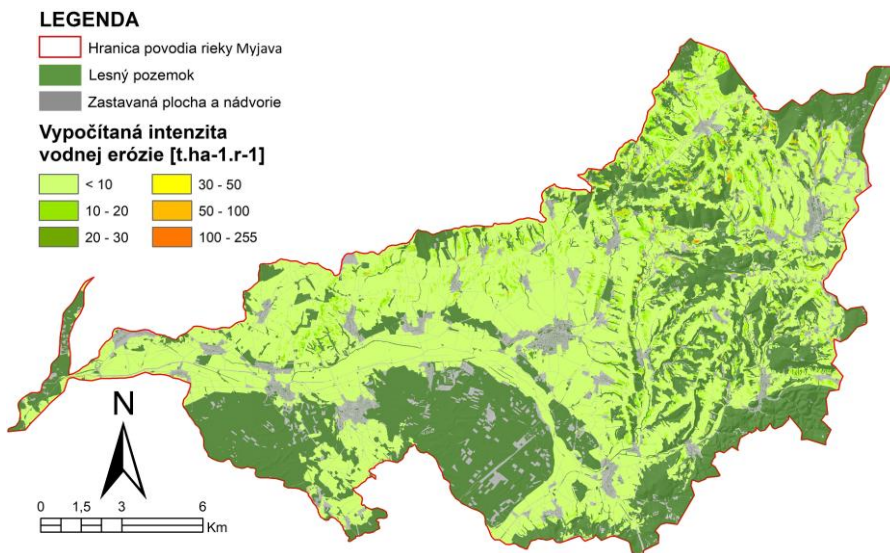 LEGENDA
Hranica povodia rieky Myjava
Lesný pozemok
Zastavaná plocha a nádvorie
Vypočítaná intenzita
vodnej erózie [t.ha-1.r-1]
< 10
30 - 50
10 - 20
50 - 100
20 - 30
100 - 255
N
0 1,5 3 6
Km